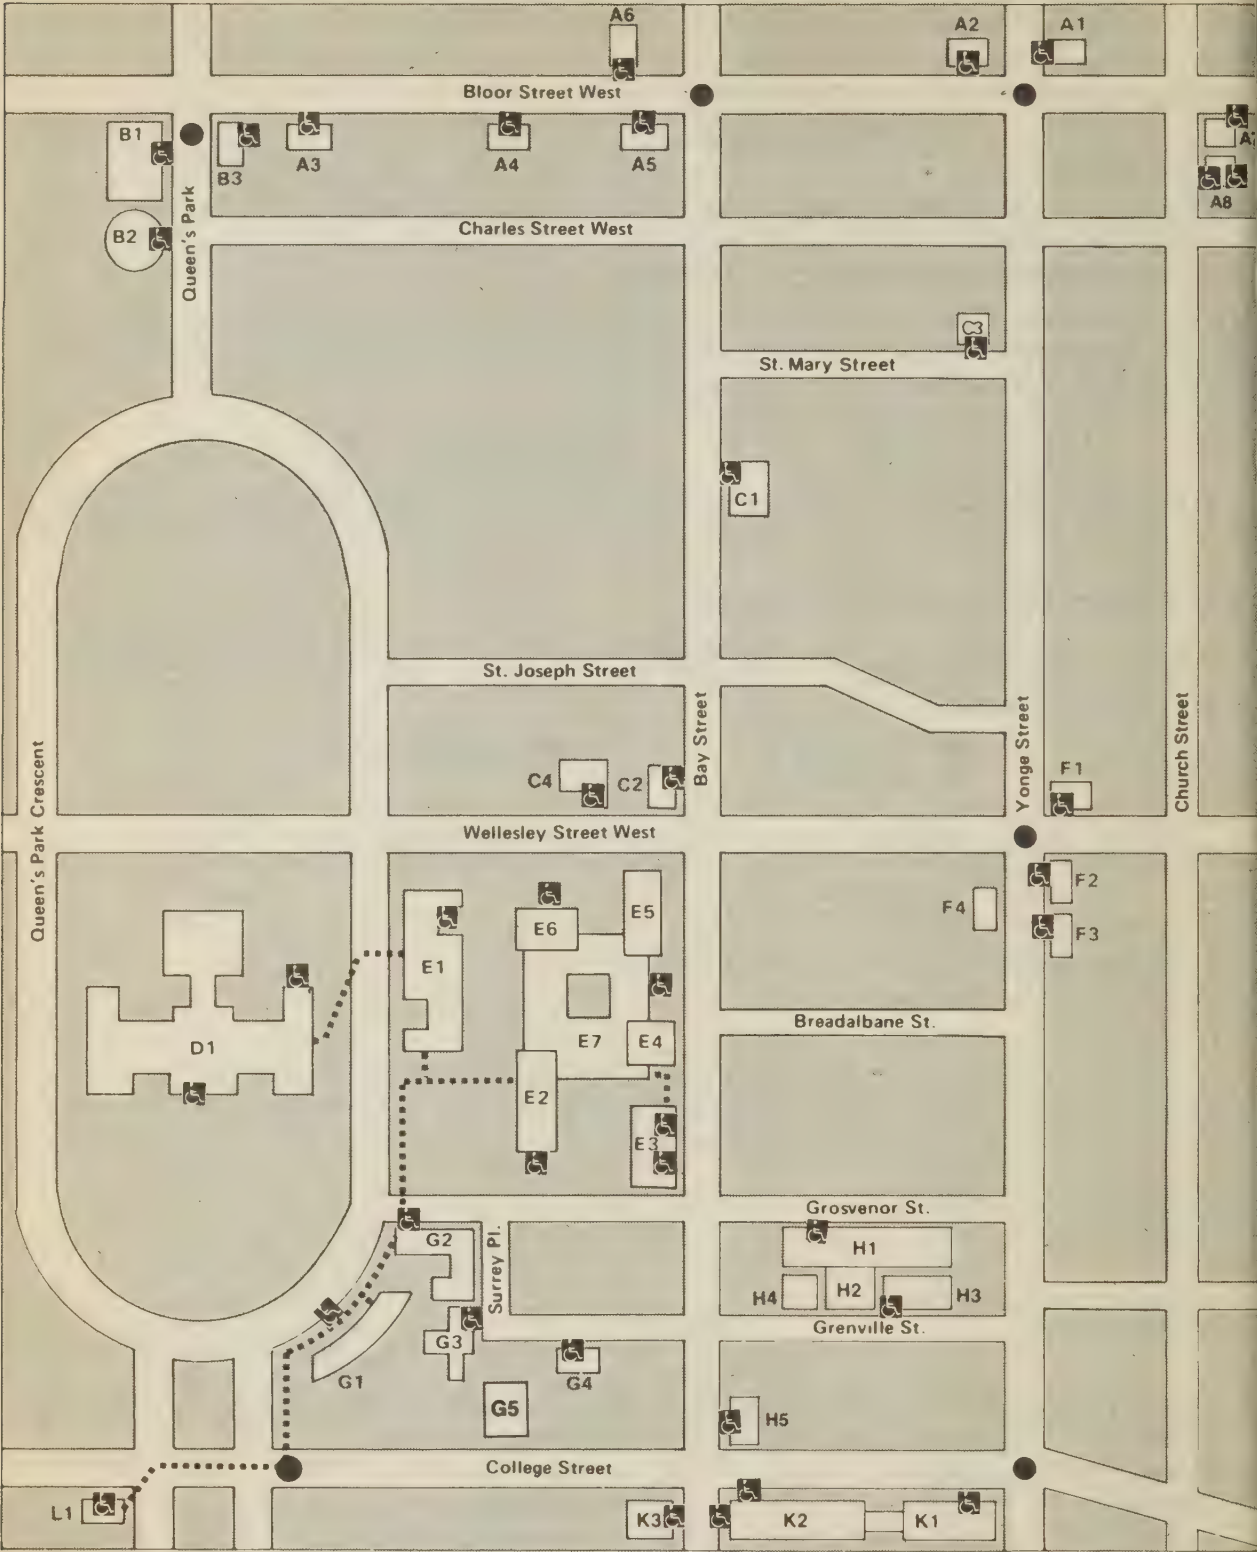 A6
A2
A1
Bloor Street West
B1
B3
A3
A4
A5
A8
Queen's Park
B2
Charles Street West
C3
St. Mary Street
C1
St. Joseph Street
Queen's Park Crescent
Bay Street
Yonge Street
Church Street
C4
C2
F1
Wellesley Street West
F2
F4
F3
E5
E6
E1
Breadalbane St.
D1
E7
E4
E2
E3
Grosvenor St.
G2
Surrey Pl.
H1
H4
H2
H3
Grenville St.
G3
G1
G4
G5
H5
College Street
L1
K3
K2
K1